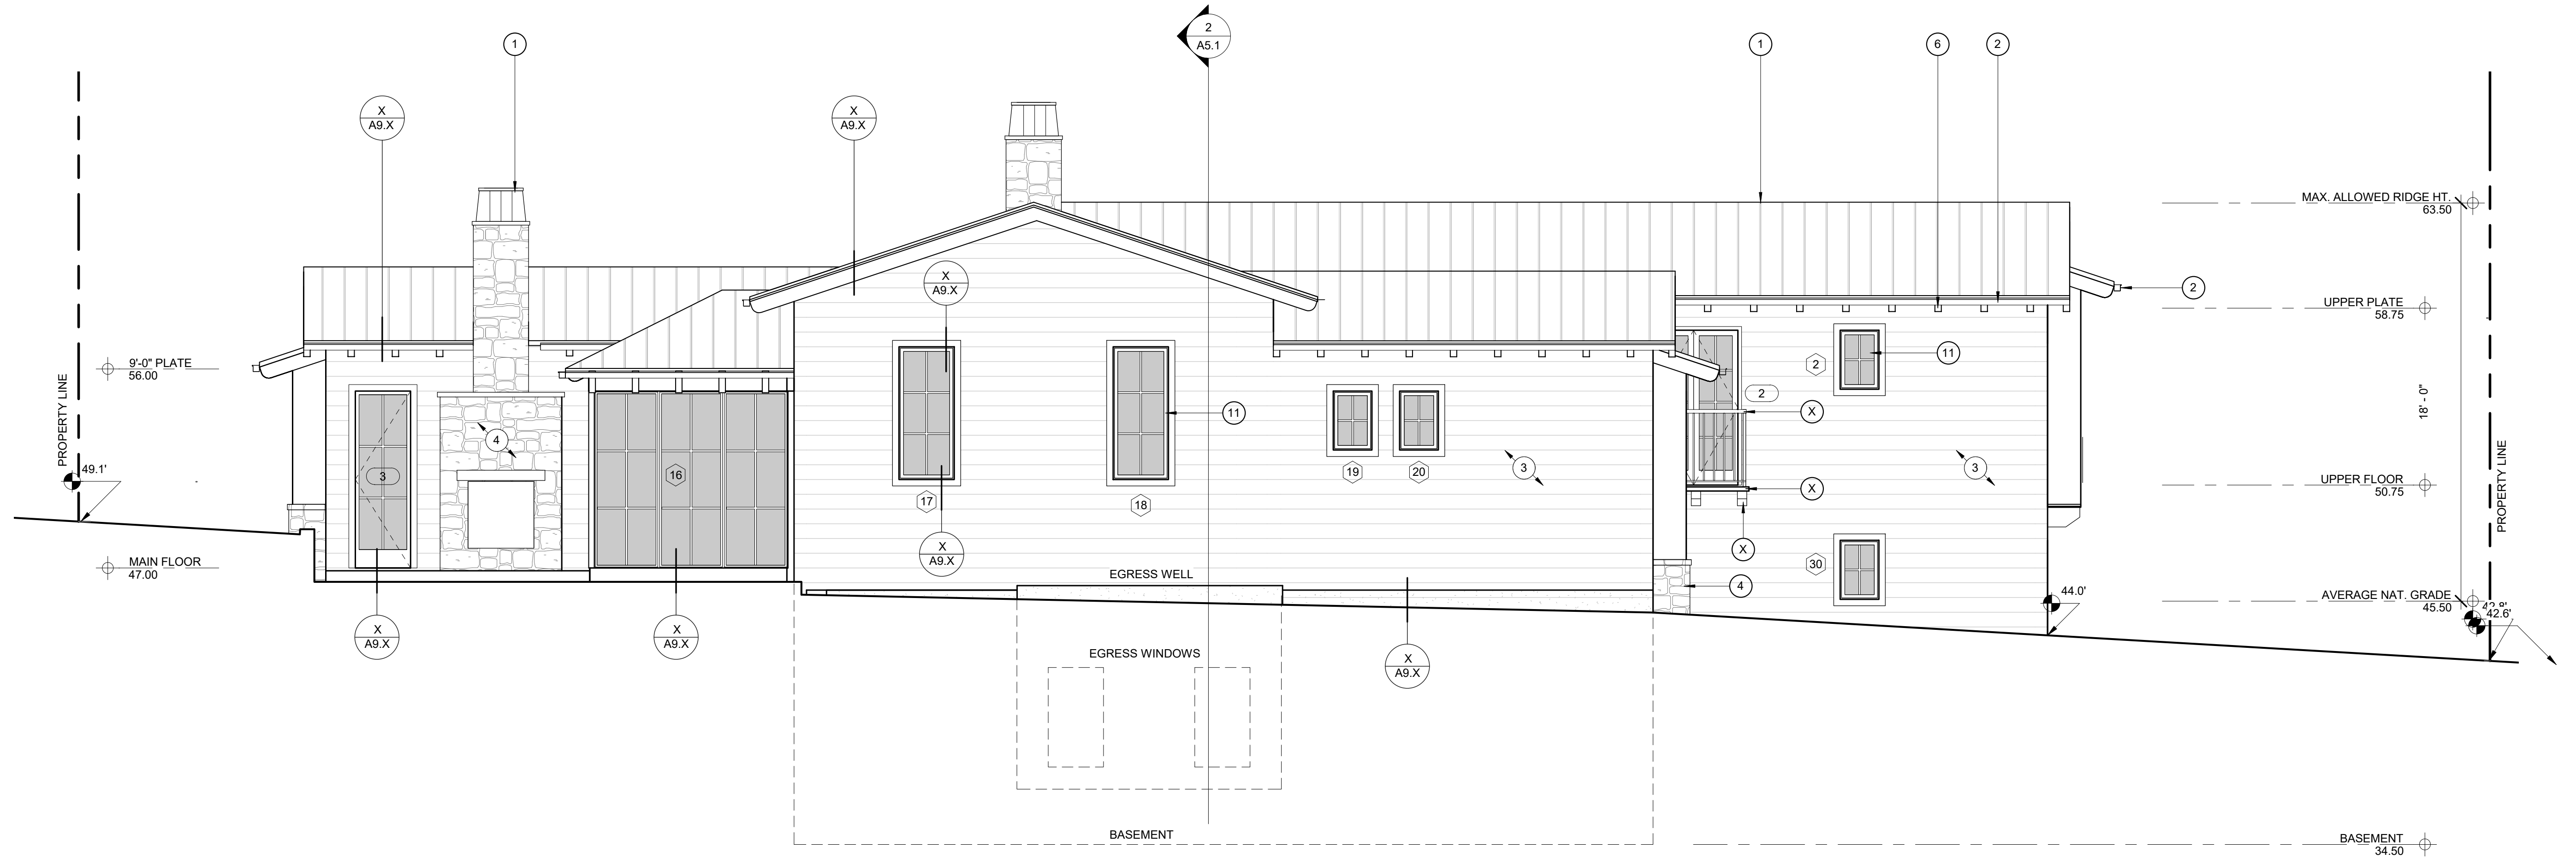 2
A5.1
1
1
6
2
X
A9.X
X
A9.X
MAX. ALLOWED RIDGE HT.
63.50
X
A9.X
2
UPPER PLATE
58.75
9'-0" PLATE
56.00
2
11
2
18' - 0"
X
11
PROPERTY LINE
49.1'
4
3
16
19
20
3
3
17
18
X
UPPER FLOOR
50.75
PROPERTY LINE
X
A9.X
X
MAIN FLOOR
47.00
EGRESS WELL
30
4
44.0'
AVERAGE NAT. GRADE
45.50
42.8'
42.6'
X
A9.X
X
A9.X
EGRESS WINDOWS
X
A9.X
BASEMENT
BASEMENT
34.50